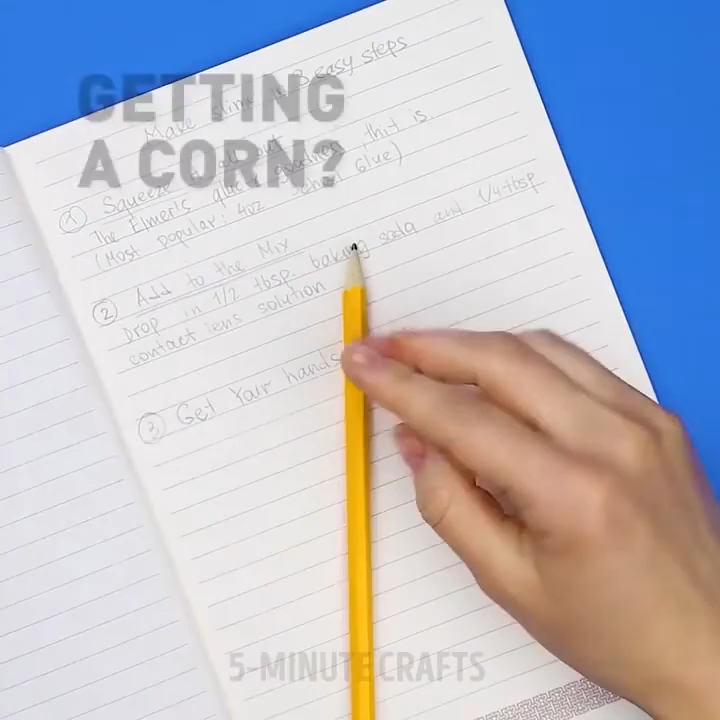 GETTING
A CORN?
Make slime in 3 easy steps
① Squeeze it all out
The Elmer's glue
(Most popular: 4oz school Glue)
② Add to the Mix
Drop in 1/2 tbsp. baking soda and 1/4 tbsp
contact lens solution
③ Get Your hands
5-MINUTE CRAFTS